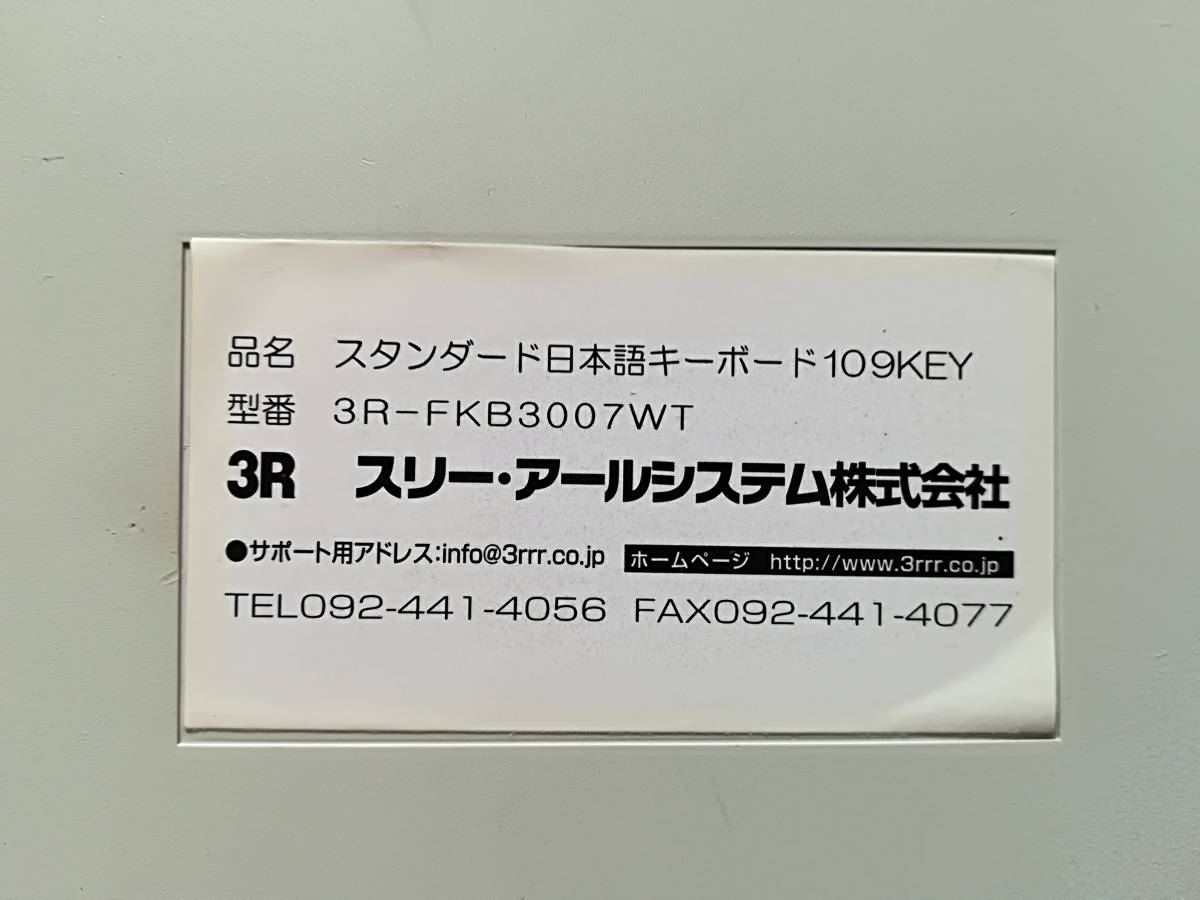 品名　スタンダード日本語キーボード109KEY
型番　3R-FKB3007WT
3R　スリー・アールシステム株式会社
●サポート用アドレス:info@3rrr.co.jp　ホームページ　http://www.3rrr.co.jp
TEL092-441-4056　FAX092-441-4077